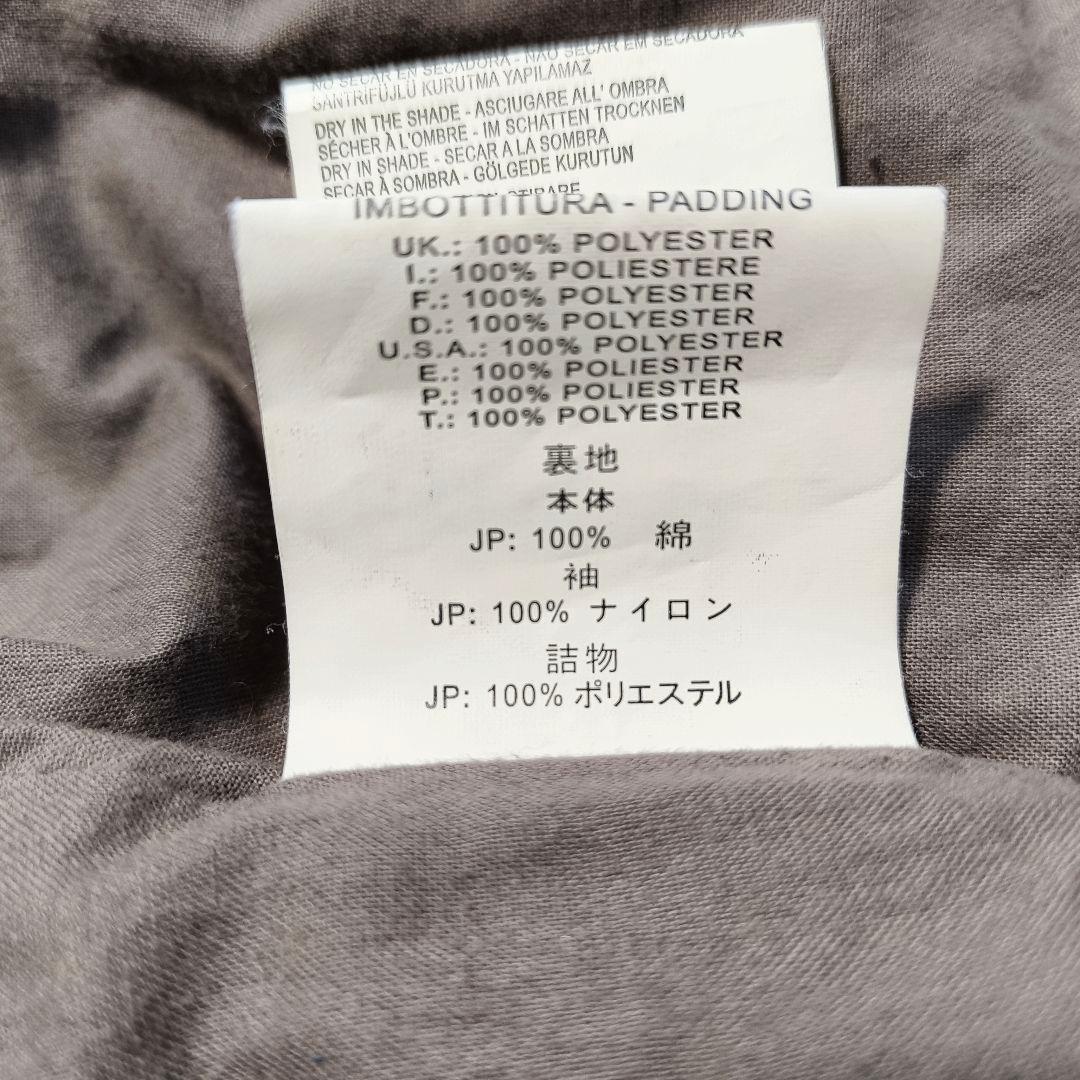 NO SECAR EN SECADORA - NÃO SECAR EM SECADORA
SANTRIFÜJLÜ KURUTMA YAPILAMAZ
DRY IN THE SHADE - ASCIUGARE ALL' OMBRA
SÉCHER À L'OMBRE - IM SCHATTEN TROCKNEN
DRY IN SHADE - SECAR A LA SOMBRA
SECAR À SOMBRA - GÖLGEDE KURUTUN
STIRARE
IMBOTTITURA - PADDING
UK.: 100% POLYESTER
I.: 100% POLIESTERE
F.: 100% POLYESTER
D.: 100% POLYESTER
U.S.A.: 100% POLYESTER
E.: 100% POLIESTER
P.: 100% POLIESTER
T.: 100% POLYESTER
裏地
本体
JP: 100% 綿
袖
JP: 100% ナイロン
詰物
JP: 100% ポリエステル